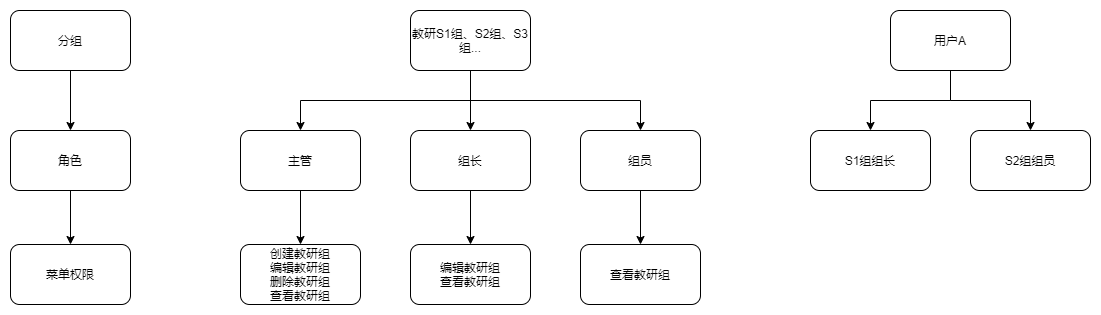 分组
教研S1组、S2组、S3
组...
用户A
角色
主管
组长
组员
S1组组长
S2组组员
菜单权限
创建教研组
编辑教研组
删除教研组
查看教研组
编辑教研组
查看教研组
查看教研组